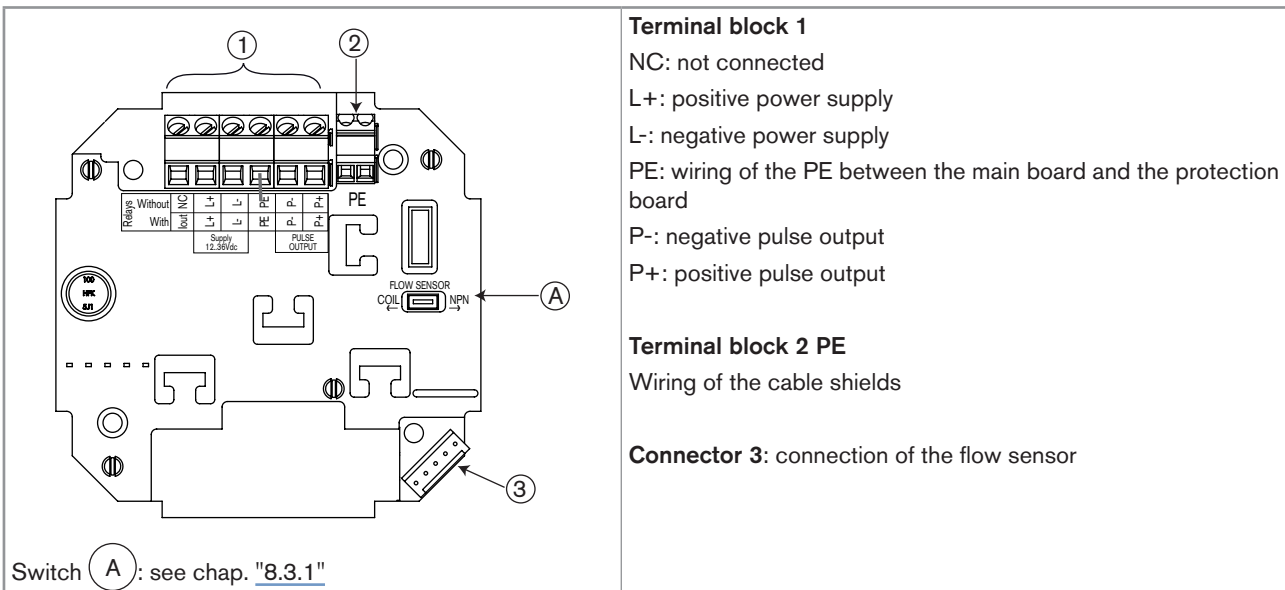 1
2
Relays
Without
NC
L+
L-
PE
P-
P+
PE
With
Iout
L+
L-
PE
P-
P+
Supply
12..36Vdc
PULSE
OUTPUT
100
HFK
5J1
FLOW SENSOR
COIL
NPN
A
3
Switch A: see chap. "8.3.1"
Terminal block 1
NC: not connected
L+: positive power supply
L-: negative power supply
PE: wiring of the PE between the main board and the protection
board
P-: negative pulse output
P+: positive pulse output
Terminal block 2 PE
Wiring of the cable shields
Connector 3: connection of the flow sensor